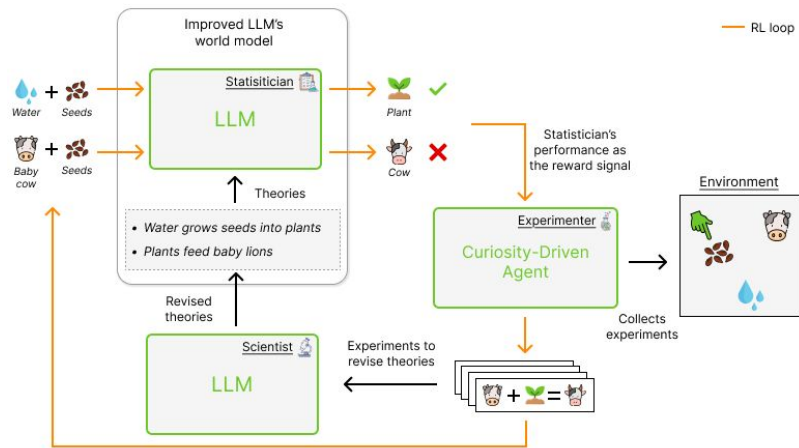 Improved LLM's
world model
RL loop
Statisitician
LLM
Water
+
Seeds
Plant
Baby
cow
+
Seeds
Cow
Statistician's
performance as
the reward signal
Theories
• Water grows seeds into plants
• Plants feed baby lions
Environment
Experimenter
Curiosity-Driven
Agent
Collects
experiments
Revised
theories
Scientist
LLM
Experiments to
revise theories
+ =